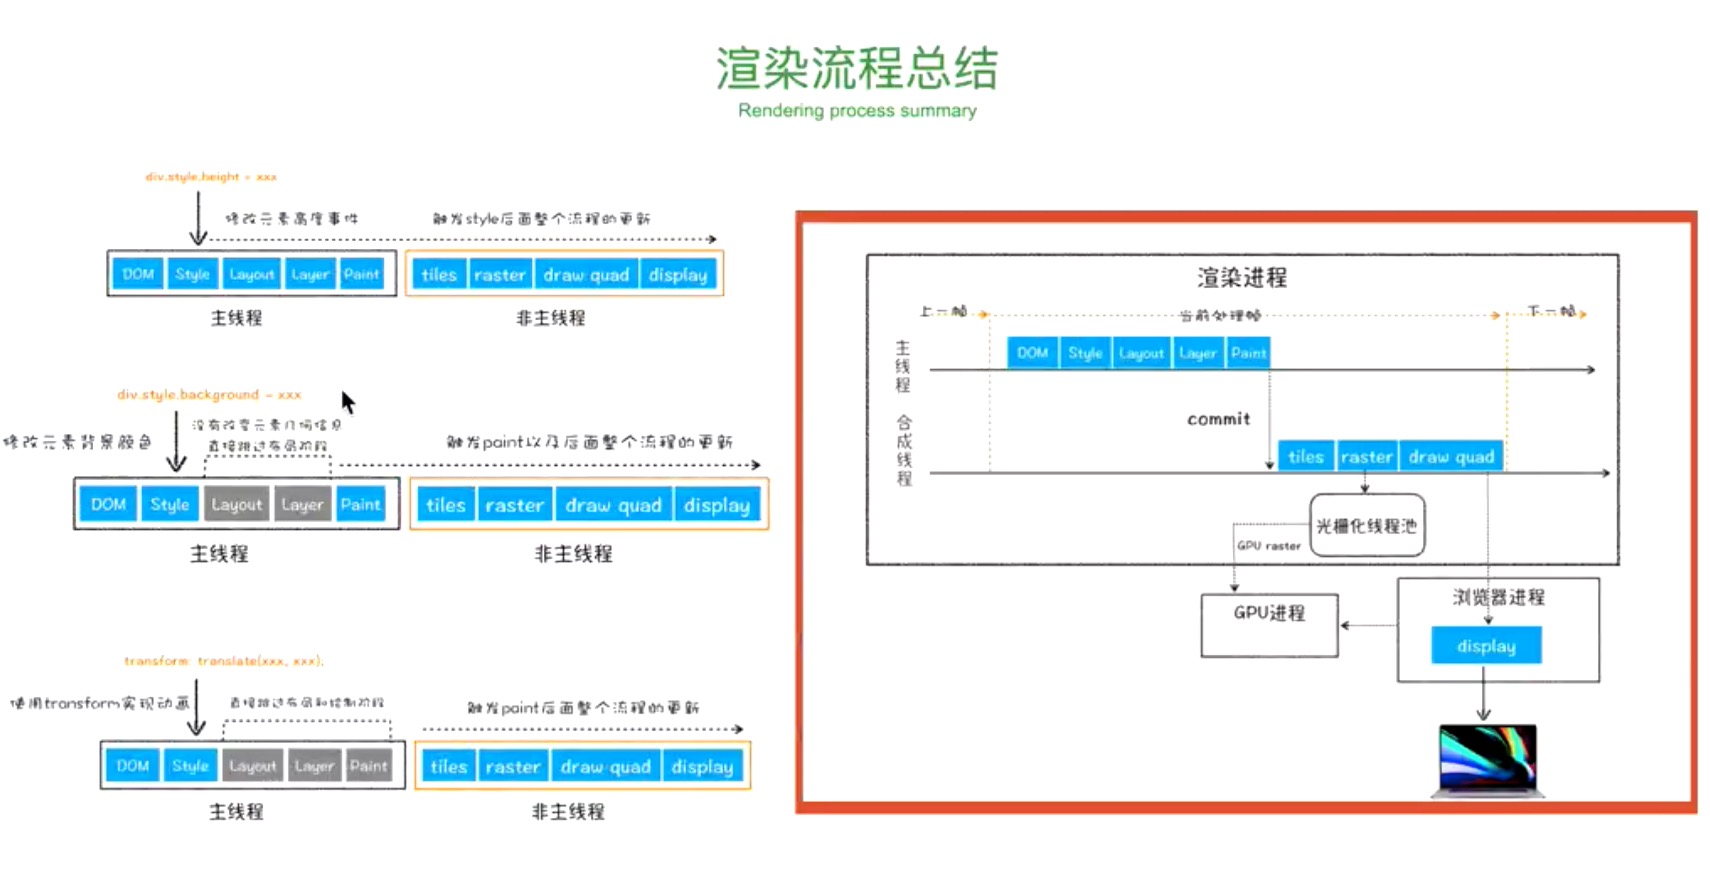 渲染流程总结
Rendering process summary
div.style.height = xxx
修改元素高度事件
触发style后面整个流程的更新
DOM Style Layout Layer Paint
tiles raster draw quad display
主线程
非主线程
div.style.background = xxx
修改元素背景颜色
没有改变元素几何信息
直接跳过布局阶段
触发paint以及后面整个流程的更新
DOM Style Layout Layer Paint
tiles raster draw quad display
主线程
非主线程
transform: translate(xxx, xxx);
使用transform实现动画
直接跳过布局和绘制阶段
触发paint后面整个流程的更新
DOM Style Layout Layer Paint
tiles raster draw quad display
主线程
非主线程
渲染进程
上一帧
当前处理帧
下一帧
主线程
DOM Style Layout Layer Paint
commit
合成线程
tiles raster draw quad
光栅化线程池
GPU raster
GPU进程
浏览器进程
display